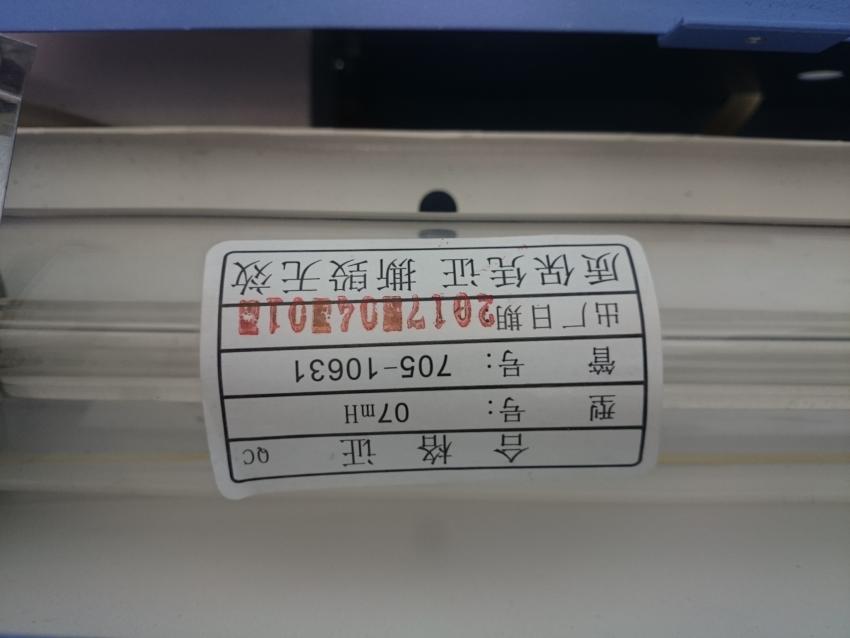 合格证 QC
型号: 07mH
管号: 705-10631
出厂日期: 2017 04 01
质保凭证 撕毁无效